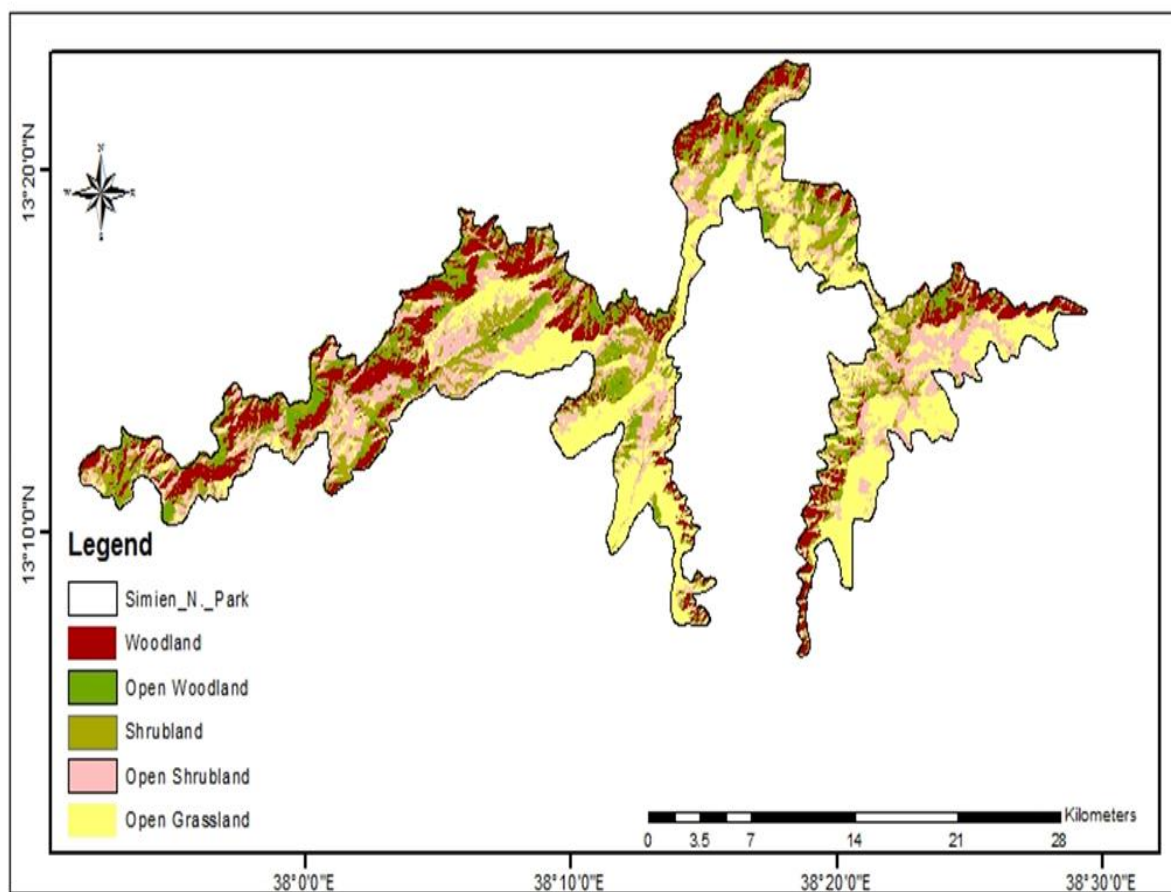 N
W E
S
13°20'0"N
13°10'0"N
Legend
Simien_N._Park
Woodland
Open Woodland
Shrubland
Open Shrubland
Open Grassland
Kilometers
0 3.5 7 14 21 28
38°0'0"E 38°10'0"E 38°20'0"E 38°30'0"E